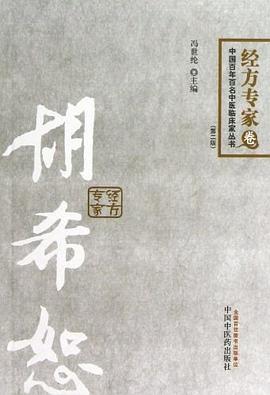 经方专家卷
中国百年百名中医临床家丛书
(第二版)
冯世纶 ◎ 主编
胡希恕
经方
专家
全国百佳图书出版单位
中国中医药出版社